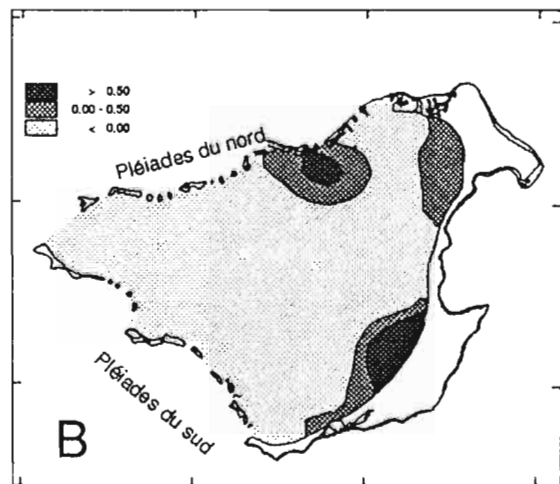 > 0.50
0.00 - 0.50
< 0.00
Pléiades du nord
Pléiades du sud
B